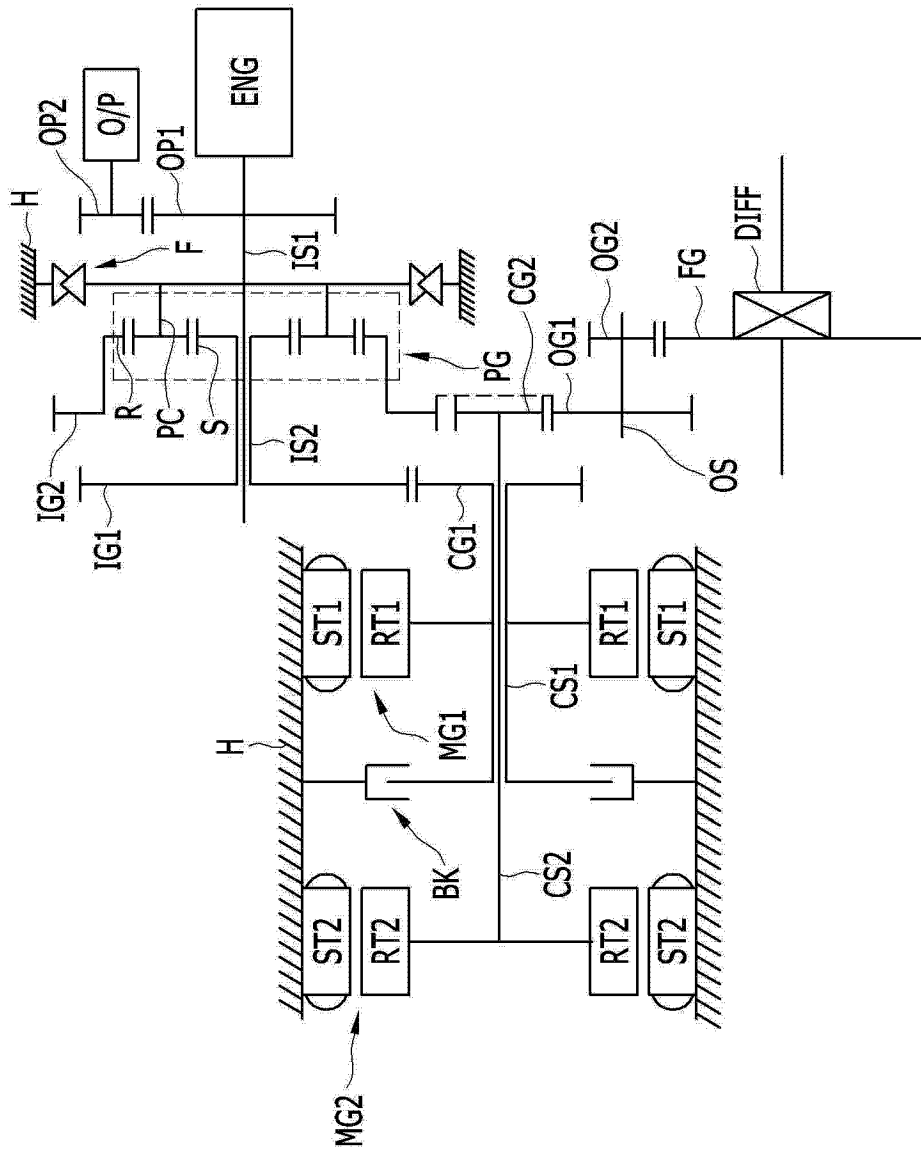 ENG
O/P
OP2
OP1
H
F
IS1
R
PC
S
IS2
PG
IG2
IG1
CG2
OG1
OG2
FG
DIFF
OS
CG1
ST1
RT1
RT1
ST1
MG1
H
CS1
BK
CS2
ST2
RT2
RT2
ST2
MG2